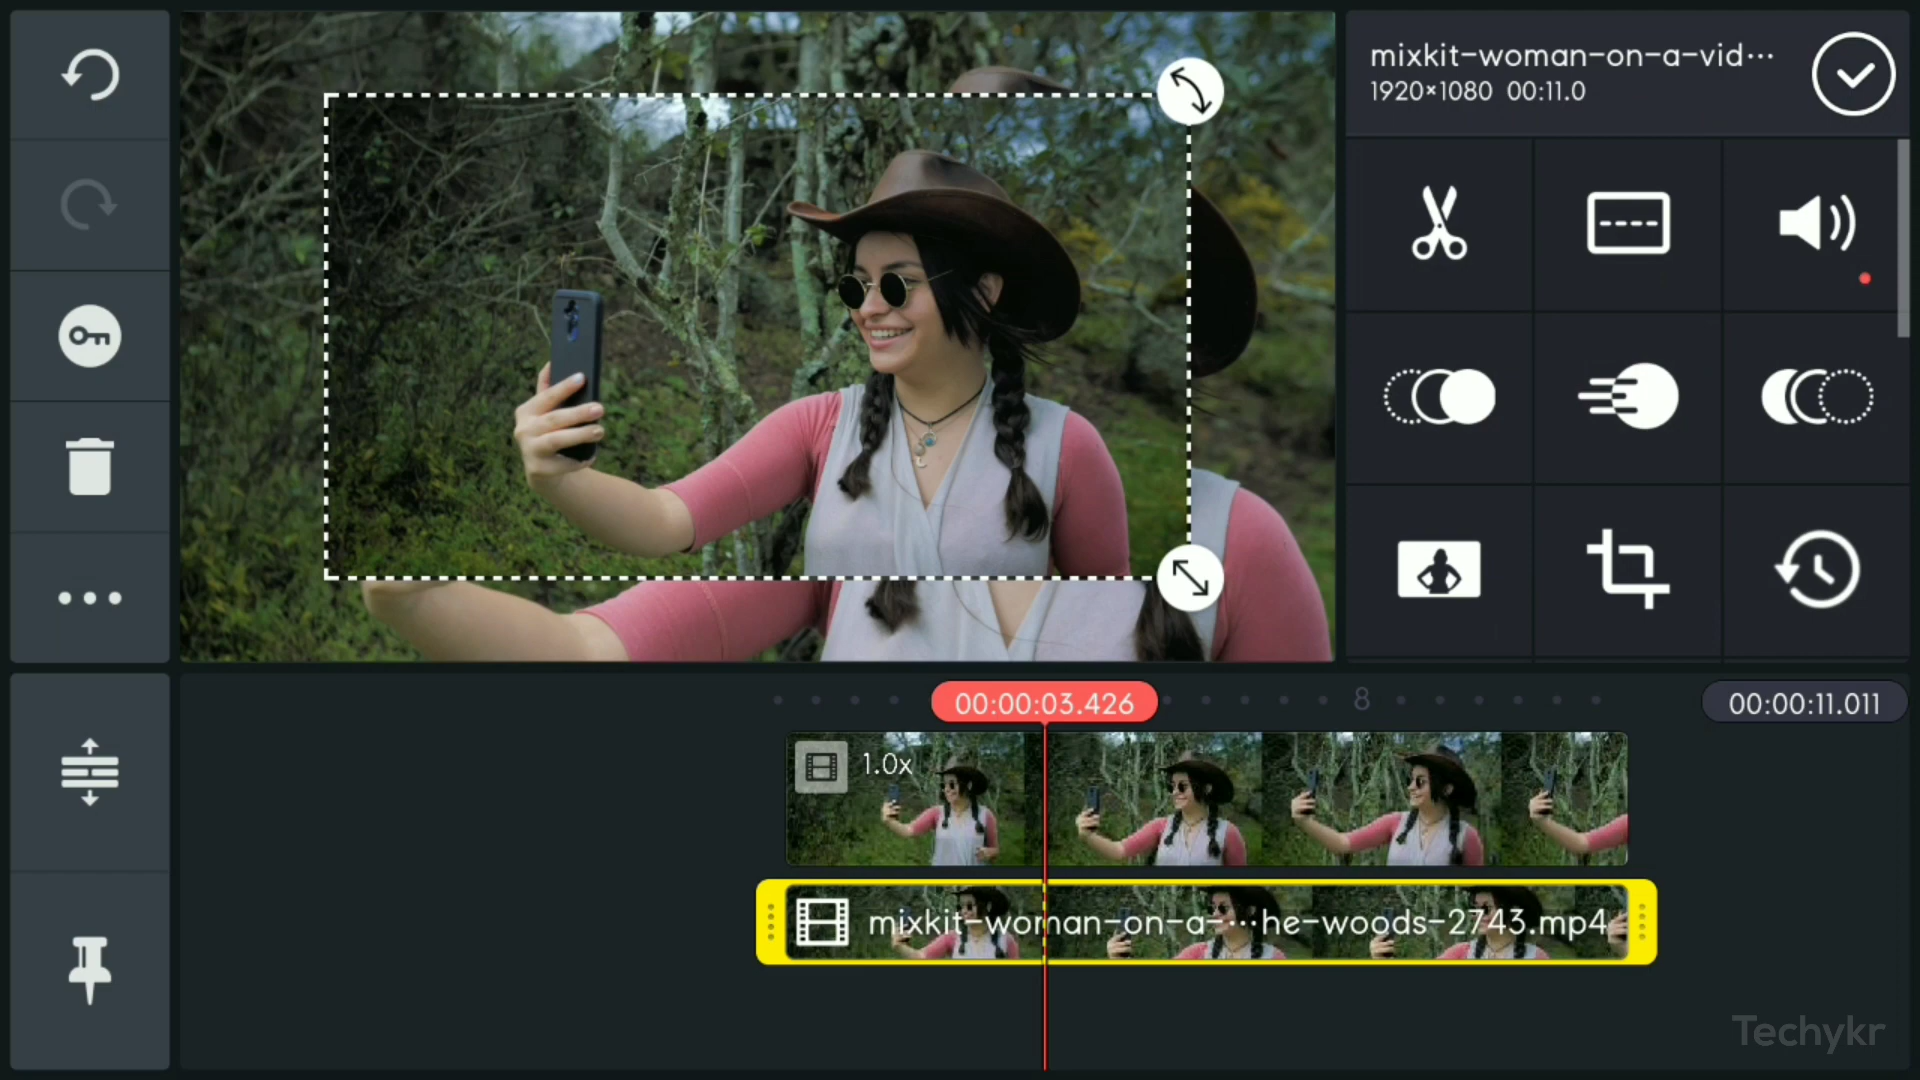 mixkit-woman-on-a-vid...
1920×1080 00:11.0
00:00:03.426
8
00:00:11.011
1.0x
mixkit-woman-on-a-...he-woods-2743.mp4
Techykr